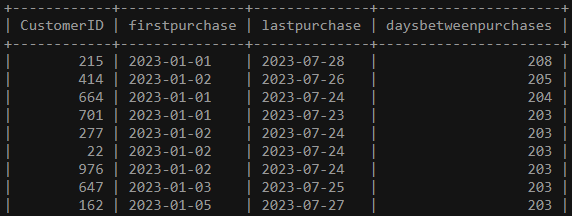 +------------+---------------+--------------+----------------------+
| CustomerID | firstpurchase | lastpurchase | daysbetweenpurchases |
+------------+---------------+--------------+----------------------+
|        215 | 2023-01-01    | 2023-07-28   |                  208 |
|        414 | 2023-01-02    | 2023-07-26   |                  205 |
|        664 | 2023-01-01    | 2023-07-24   |                  204 |
|        701 | 2023-01-01    | 2023-07-23   |                  203 |
|        277 | 2023-01-02    | 2023-07-24   |                  203 |
|         22 | 2023-01-02    | 2023-07-24   |                  203 |
|        976 | 2023-01-02    | 2023-07-24   |                  203 |
|        647 | 2023-01-03    | 2023-07-25   |                  203 |
|        162 | 2023-01-05    | 2023-07-27   |                  203 |